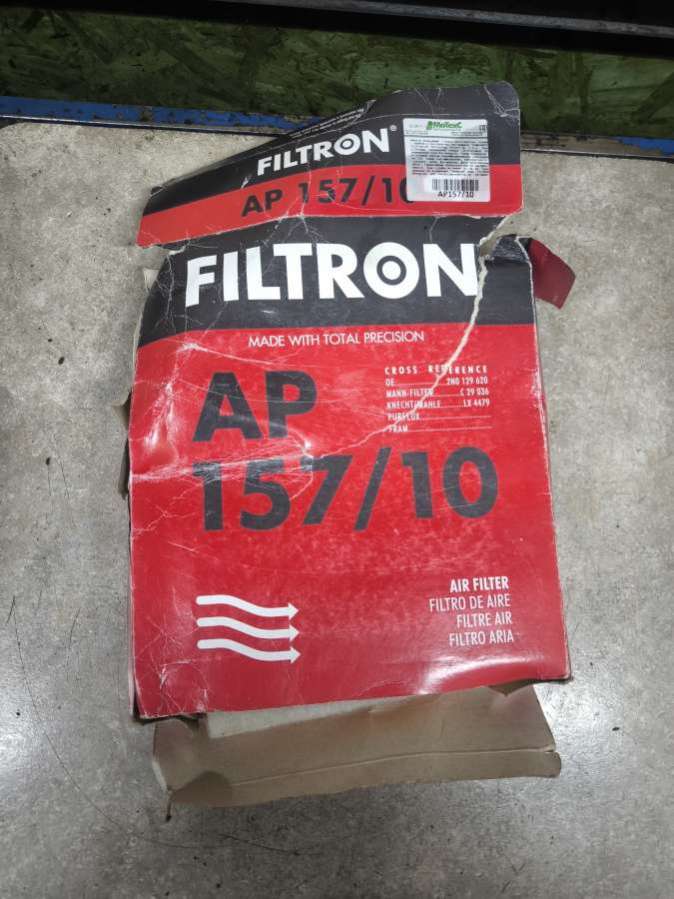 FILTRON®
AP 157/10
AP157/10
FILTRON
MADE WITH TOTAL PRECISION
CROSS REFERENCE
OE 2N0 129 620
MANN-FILTER C 29 036
KNECHT/MAHLE LX 4479
PURFLUX
FRAM
AP
157/10
AIR FILTER
FILTRO DE AIRE
FILTRE AIR
FILTRO ARIA